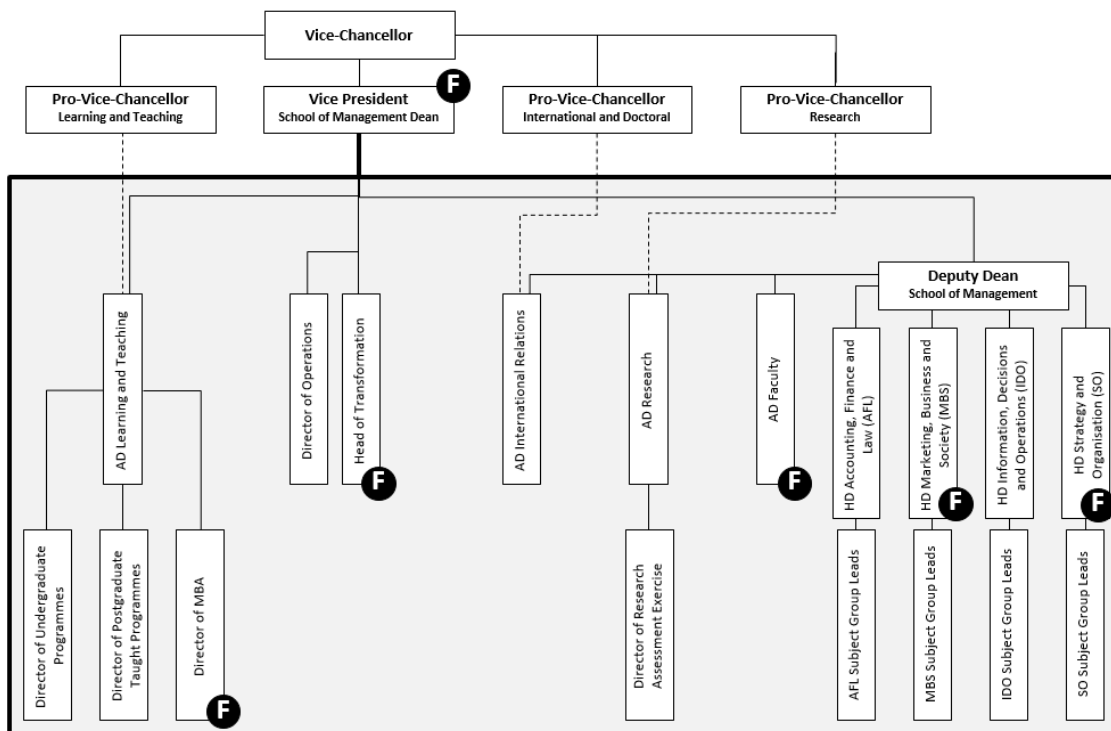 Vice-Chancellor
F
Pro-Vice-Chancellor
Learning and Teaching
Vice President
School of Management Dean
Pro-Vice-Chancellor
International and Doctoral
Pro-Vice-Chancellor
Research
Deputy Dean
School of Management
AD Learning and Teaching
Director of Operations
Head of Transformation
F
AD International Relations
AD Research
AD Faculty
F
HD Accounting, Finance and
Law (AFL)
HD Marketing, Business and
Society (MBS)
F
HD Information, Decisions
and Operations (IDO)
HD Strategy and
Organisation (SO)
F
Director of Undergraduate
Programmes
Director of Postgraduate
Taught Programmes
Director of MBA
F
Director of Research
Assessment Exercise
AFL Subject Group Leads
MBS Subject Group Leads
IDO Subject Group Leads
SO Subject Group Leads